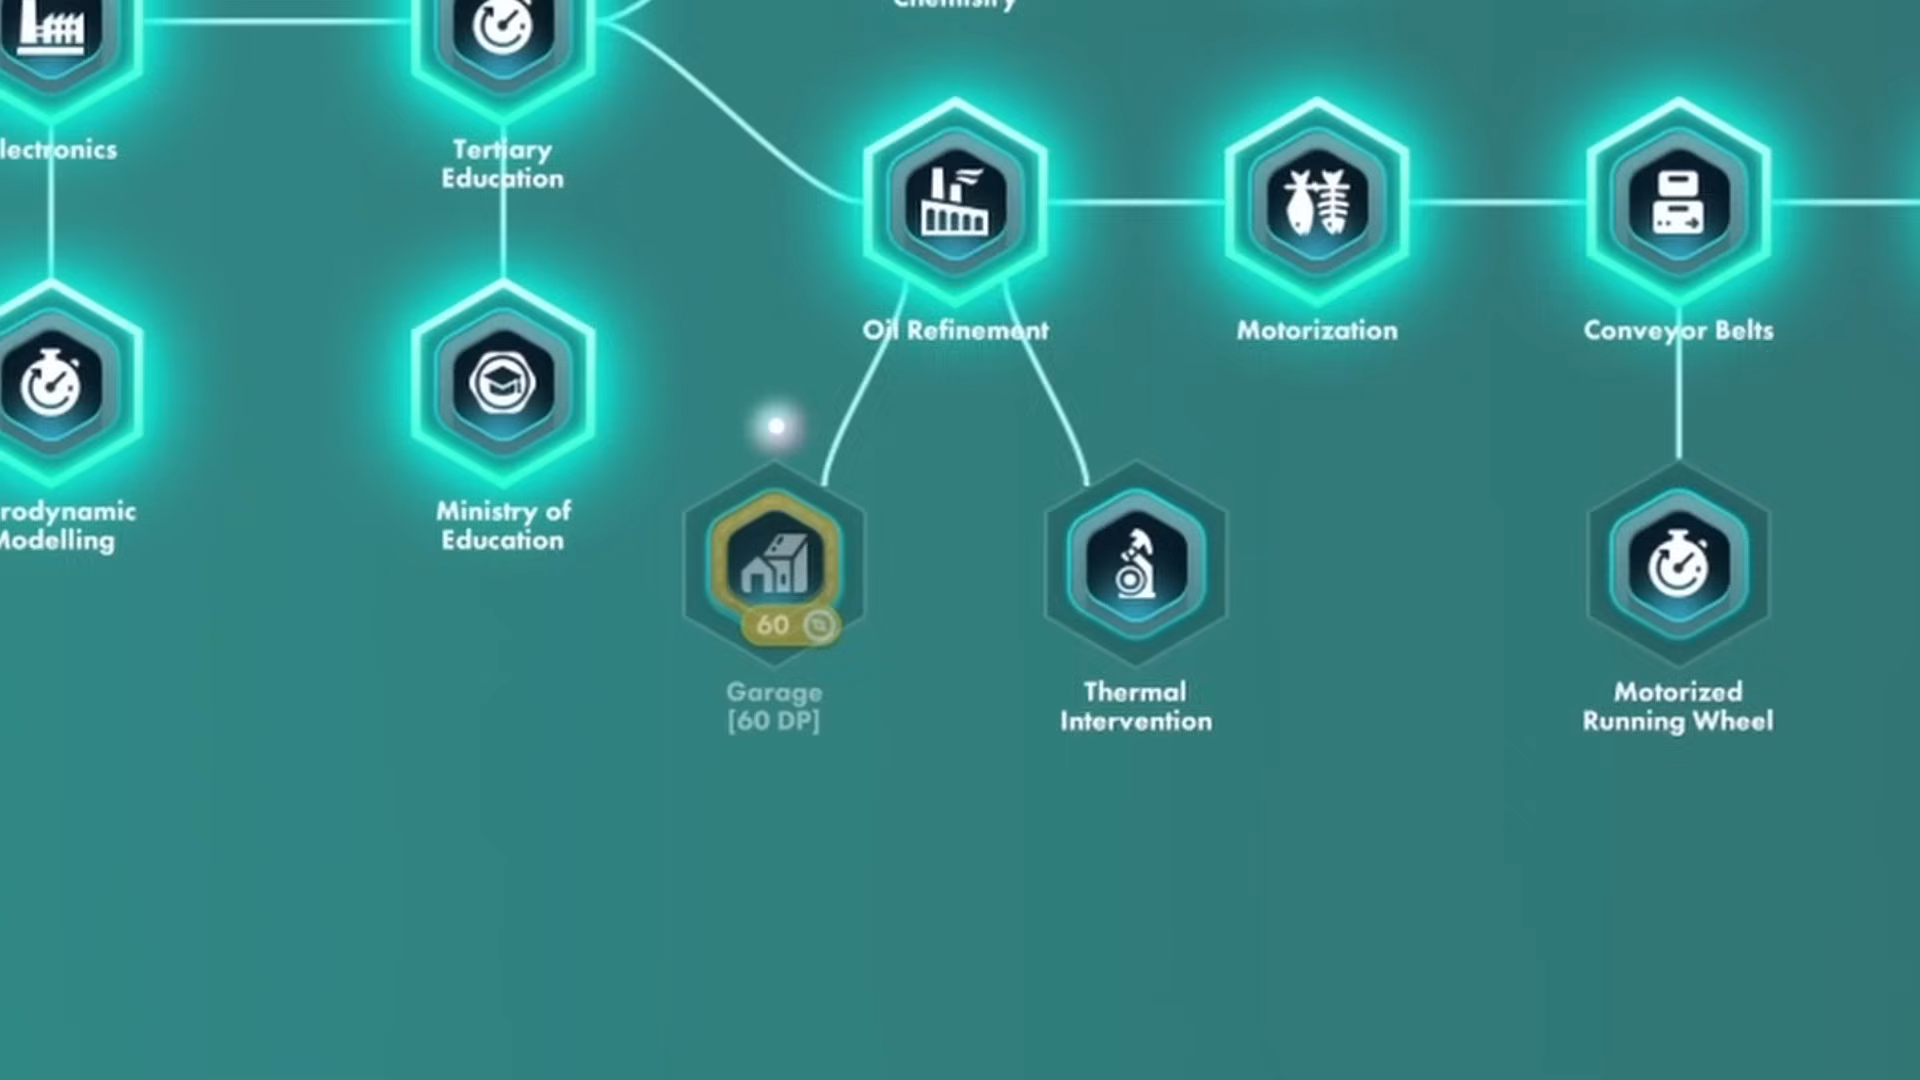 Chemistry
lectronics
Tertiary
Education
Oil Refinement
Motorization
Conveyor Belts
rodynamic
Modelling
Ministry of
Education
60
Garage
[60 DP]
Thermal
Intervention
Motorized
Running Wheel